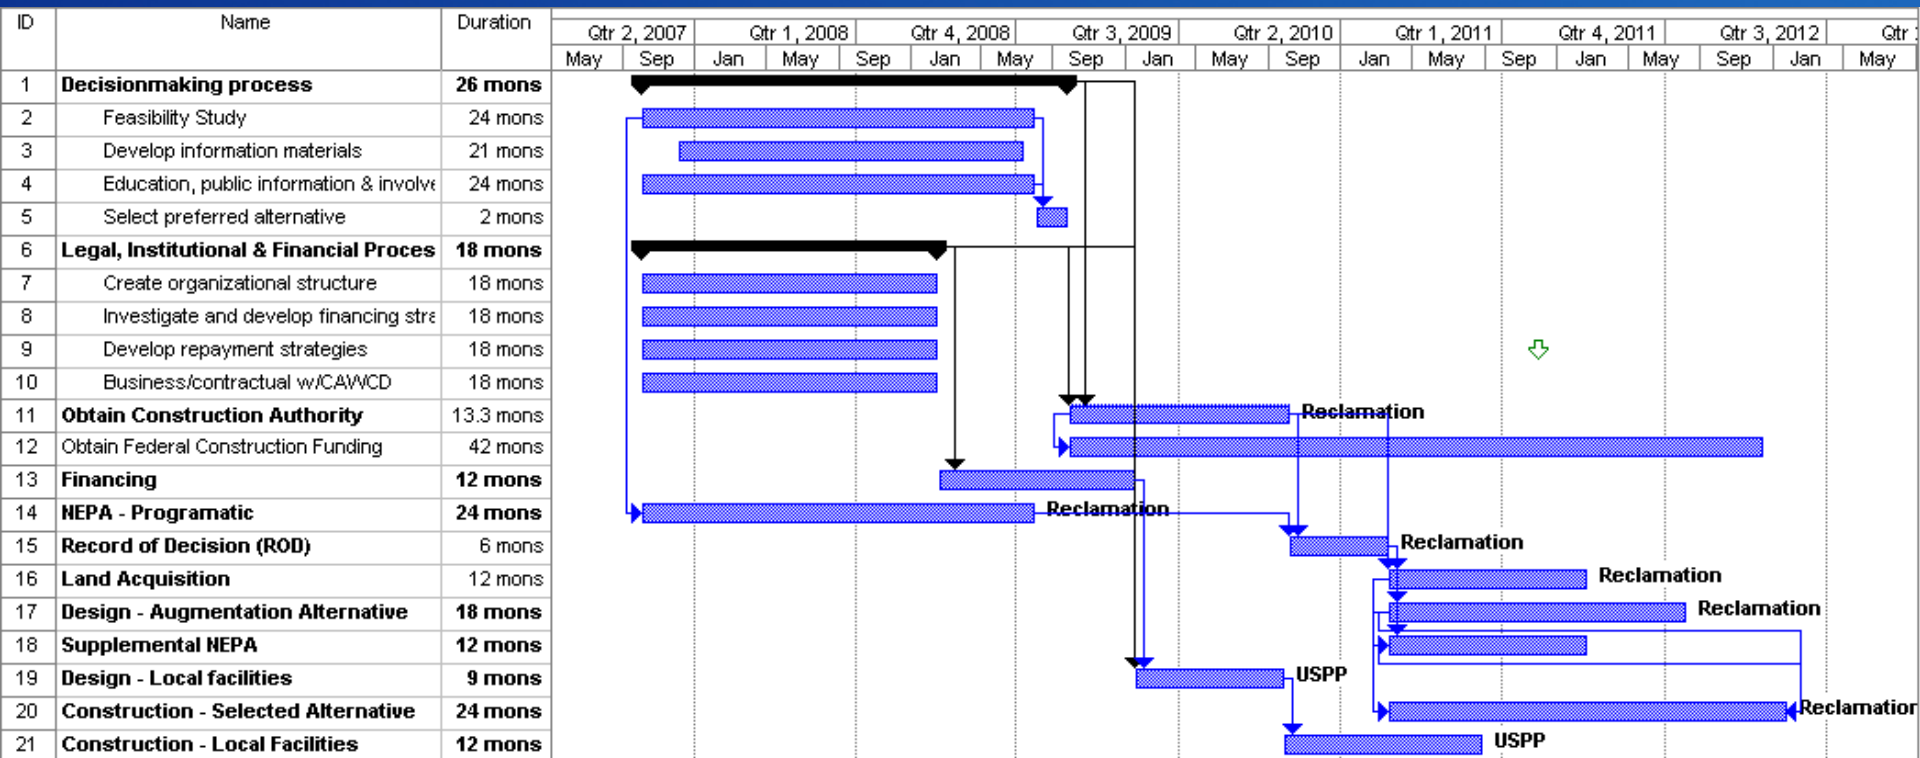 ID Name Duration
Qtr 2, 2007 Qtr 1, 2008 Qtr 4, 2008 Qtr 3, 2009 Qtr 2, 2010 Qtr 1, 2011 Qtr 4, 2011 Qtr 3, 2012 Qtr
May Sep Jan May Sep Jan May Sep Jan May Sep Jan May Sep Jan May Sep Jan May
1 Decisionmaking process 26 mons
2 Feasibility Study 24 mons
3 Develop information materials 21 mons
4 Education, public information & involve 24 mons
5 Select preferred alternative 2 mons
6 Legal, Institutional & Financial Proces 18 mons
7 Create organizational structure 18 mons
8 Investigate and develop financing stra 18 mons
9 Develop repayment strategies 18 mons
10 Business/contractual w/CAWCD 18 mons
11 Obtain Construction Authority 13.3 mons Reclamation
12 Obtain Federal Construction Funding 42 mons
13 Financing 12 mons
14 NEPA - Programatic 24 mons Reclamation
15 Record of Decision (ROD) 6 mons Reclamation
16 Land Acquisition 12 mons Reclamation
17 Design - Augmentation Alternative 18 mons Reclamation
18 Supplemental NEPA 12 mons
19 Design - Local facilities 9 mons USPP
20 Construction - Selected Alternative 24 mons Reclamation
21 Construction - Local Facilities 12 mons USPP